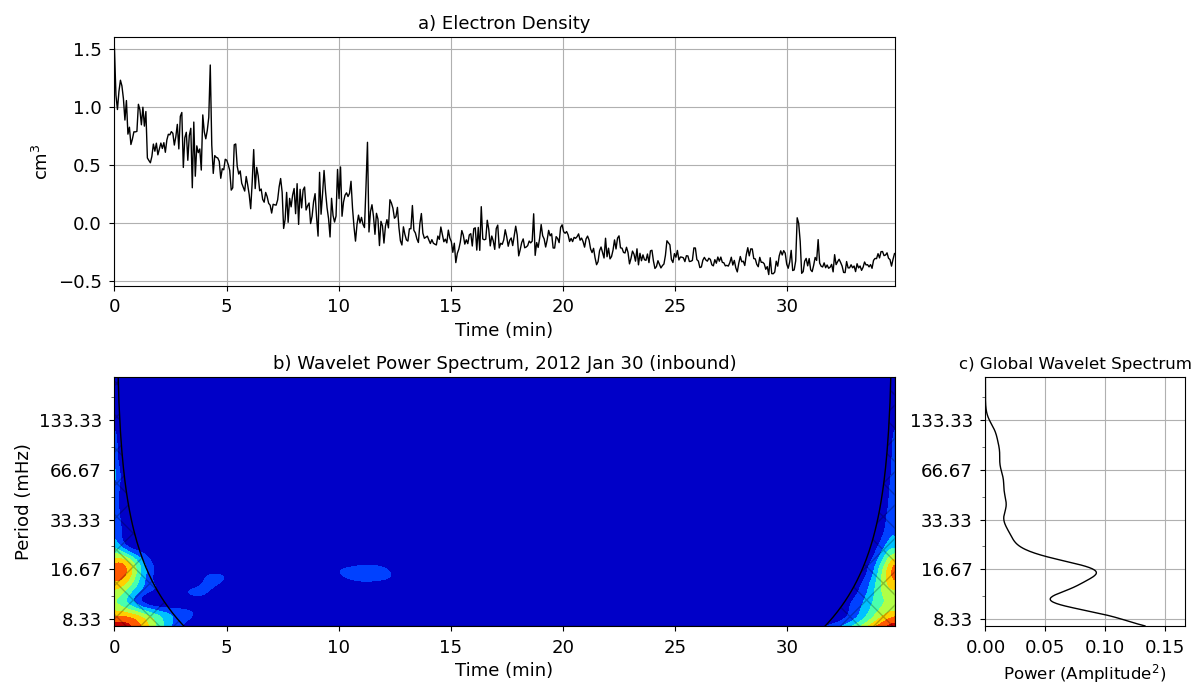 a) Electron Density
cm³
1.5
1.0
0.5
0.0
−0.5
0 5 10 15 20 25 30
Time (min)
b) Wavelet Power Spectrum, 2012 Jan 30 (inbound)
Period (mHz)
133.33
66.67
33.33
16.67
8.33
0 5 10 15 20 25 30
Time (min)
c) Global Wavelet Spectrum
133.33
66.67
33.33
16.67
8.33
0.00 0.05 0.10 0.15
Power (Amplitude²)